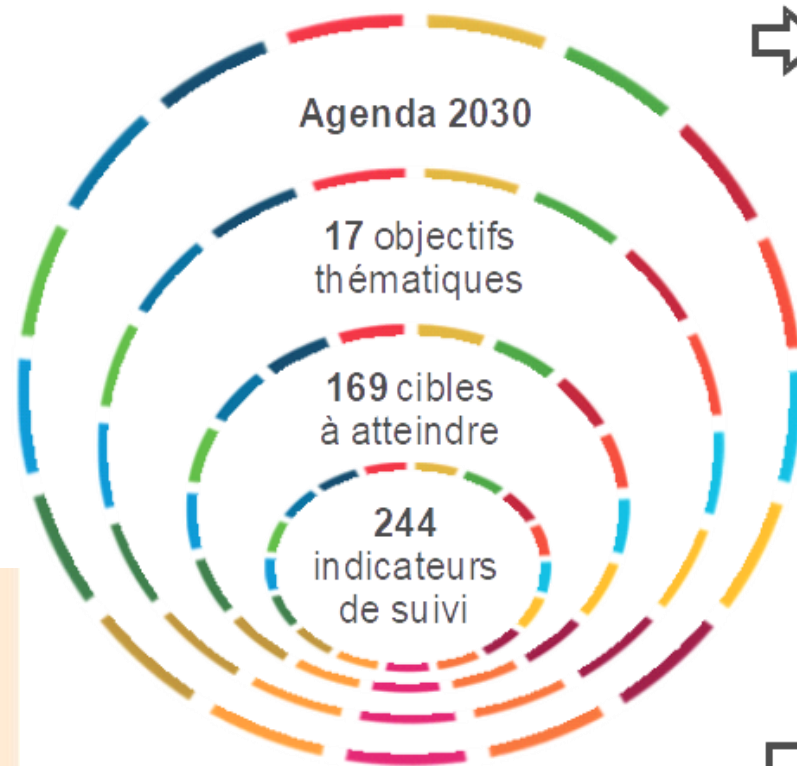 Agenda 2030
17 objectifs
thématiques
169 cibles
à atteindre
244
indicateurs
de suivi